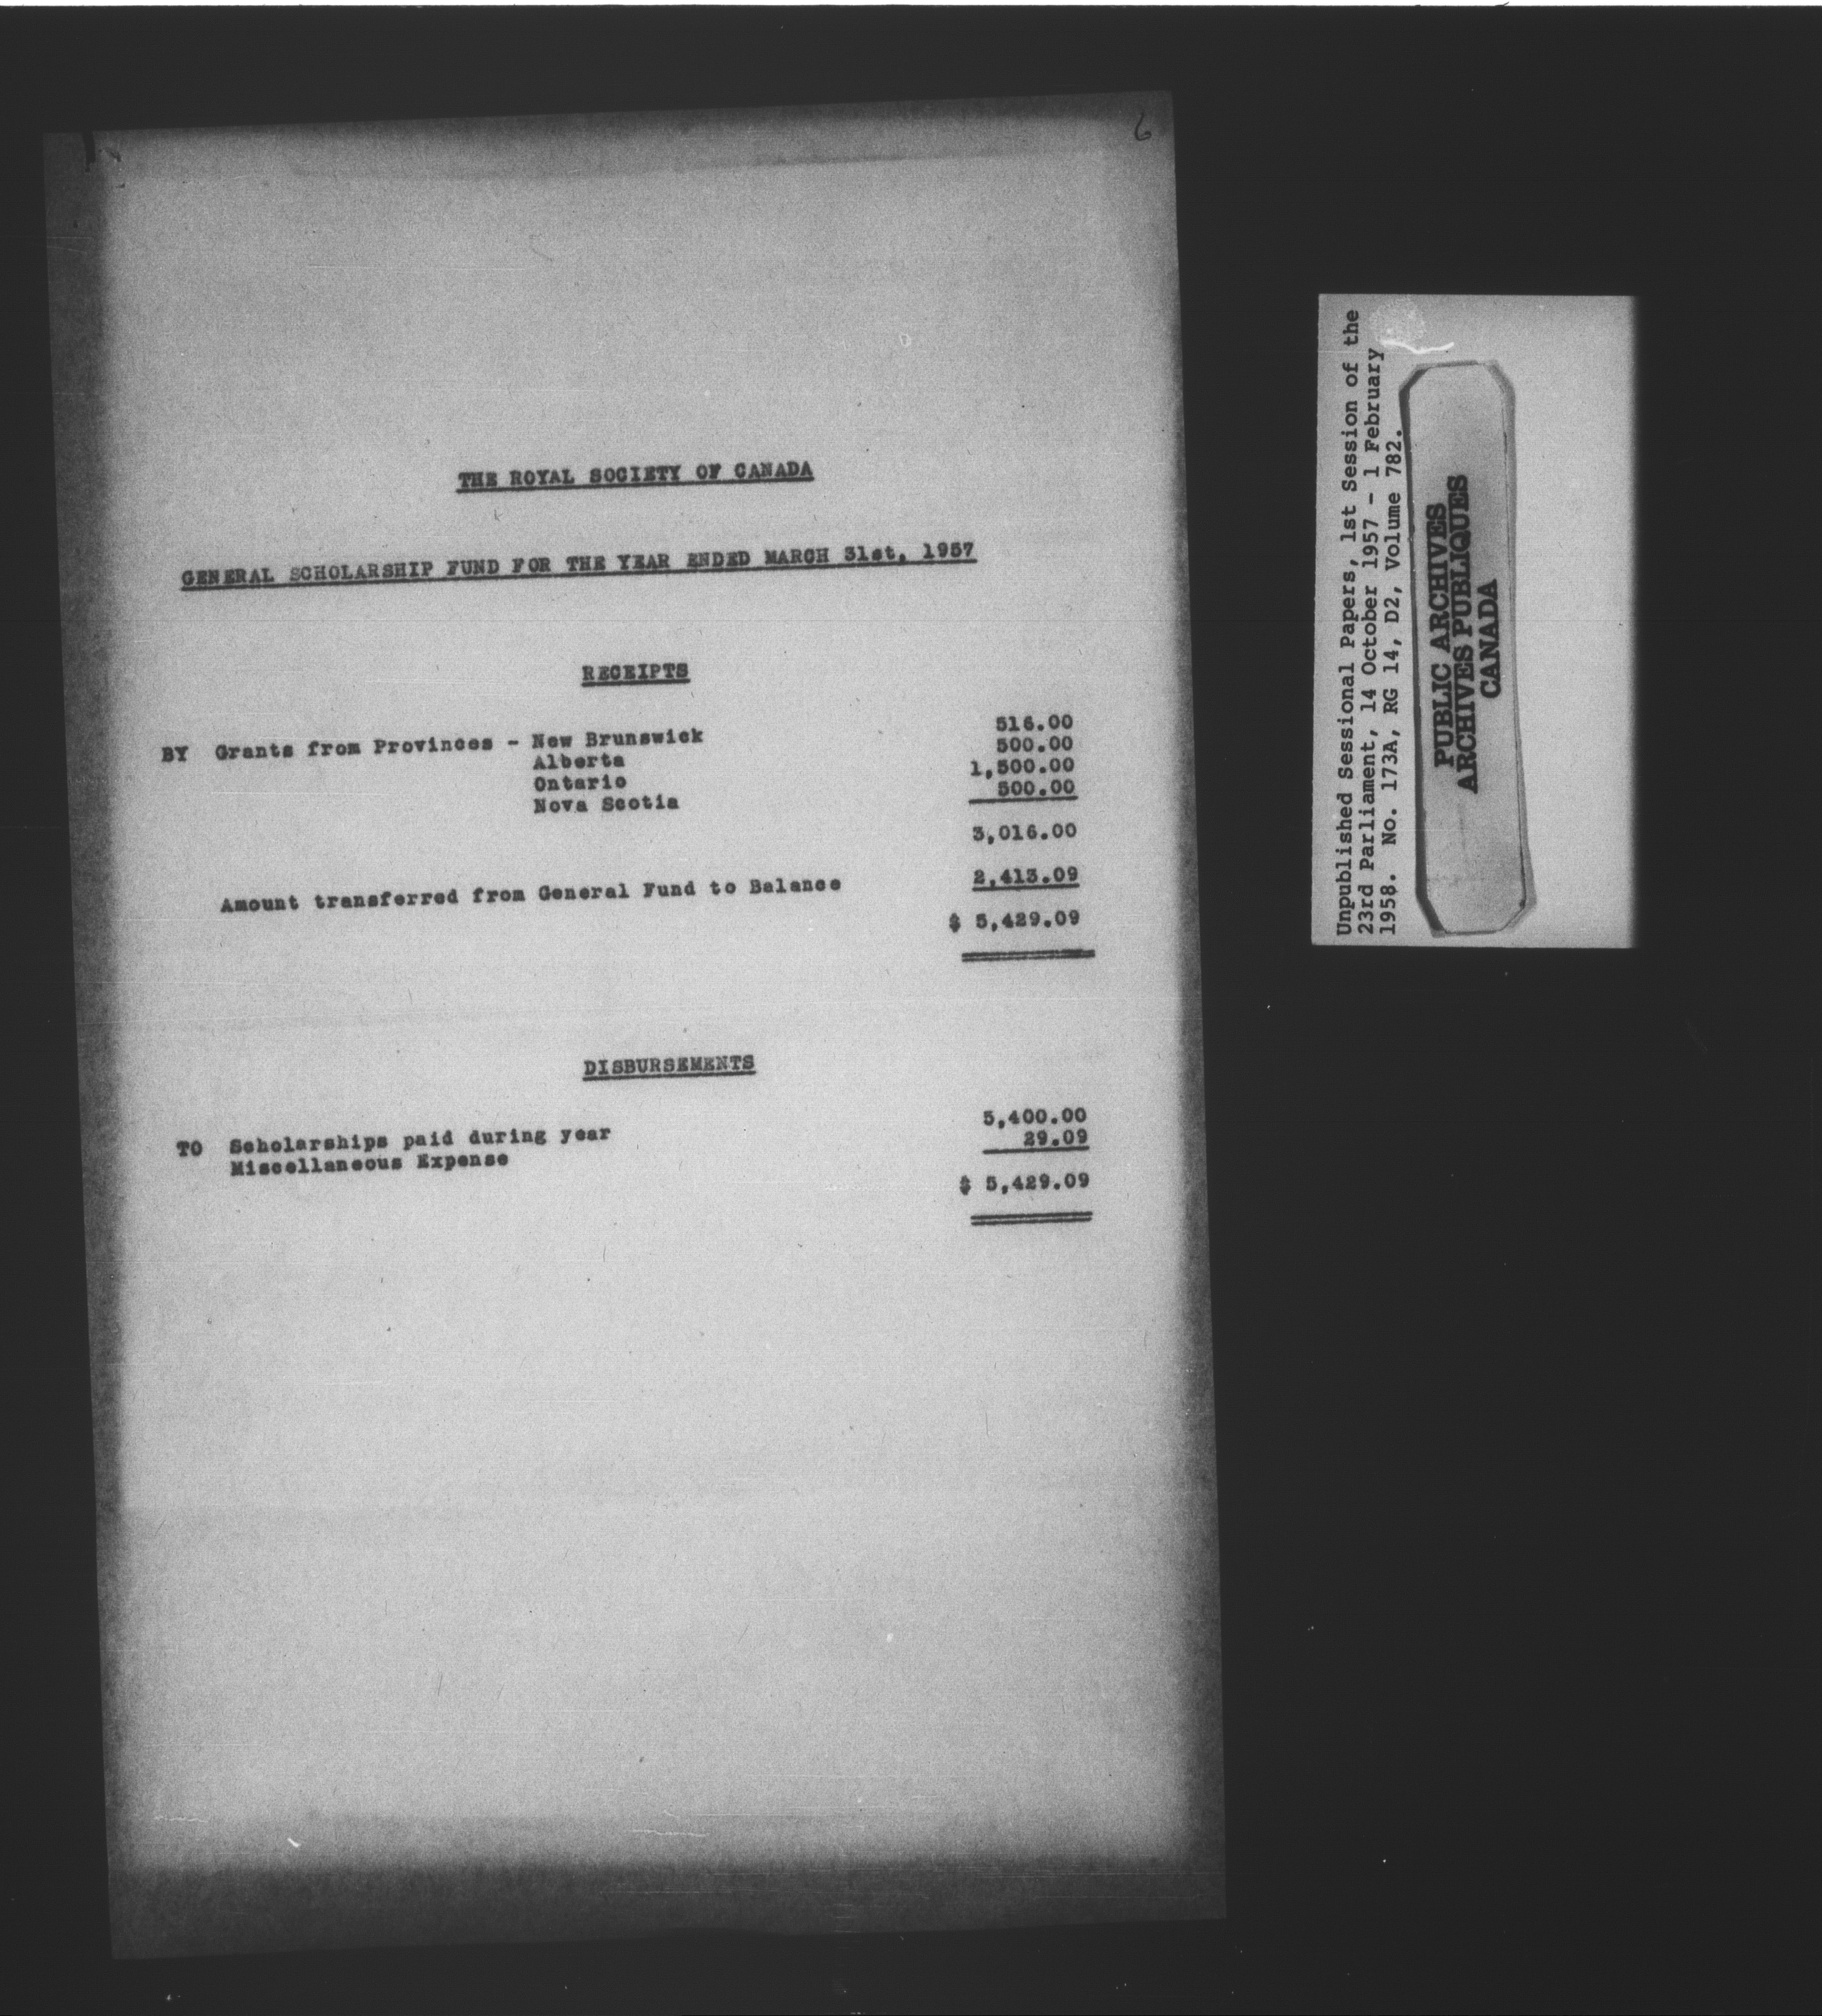 6
THE ROYAL SOCIETY OF CANADA
GENERAL SCHOLARSHIP FUND FOR THE YEAR ENDED MARCH 31st, 1957
RECEIPTS
BY Grants from Provinces - New Brunswick 516.00
Alberta 500.00
Ontario 1,500.00
Nova Scotia 500.00
3,016.00
Amount transferred from General Fund to Balance 2,413.09
$ 5,429.09
DISBURSEMENTS
TO Scholarships paid during year 5,400.00
Miscellaneous Expense 29.09
$ 5,429.09
Unpublished Sessional Papers, 1st Session of the
23rd Parliament, 14 October 1957 - 1 February
1958. No. 173A, RG 14, D2, Volume 782.
PUBLIC ARCHIVES
ARCHIVES PUBLIQUES
CANADA